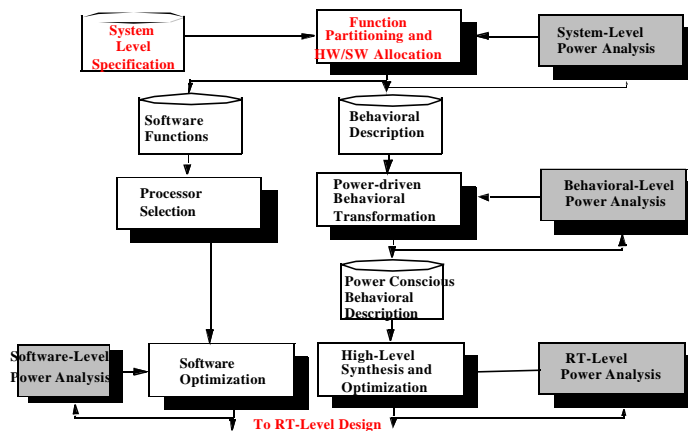 System
Level
Specification
Function
Partitioning and
HW/SW Allocation
System-Level
Power Analysis
Software
Functions
Behavioral
Description
Processor
Selection
Power-driven
Behavioral
Transformation
Behavioral-Level
Power Analysis
Power Conscious
Behavioral
Description
Software-Level
Power Analysis
Software
Optimization
High-Level
Synthesis and
Optimization
RT-Level
Power Analysis
To RT-Level Design